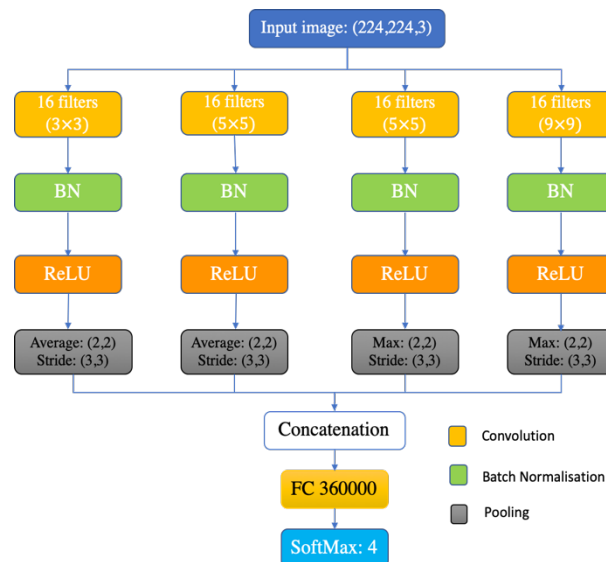 Input image: (224,224,3)
16 filters
(3×3)
16 filters
(5×5)
16 filters
(5×5)
16 filters
(9×9)
BN
BN
BN
BN
ReLU
ReLU
ReLU
ReLU
Average: (2,2)
Stride: (3,3)
Average: (2,2)
Stride: (3,3)
Max: (2,2)
Stride: (3,3)
Max: (2,2)
Stride: (3,3)
Concatenation
FC 360000
SoftMax: 4
Convolution
Batch Normalisation
Pooling